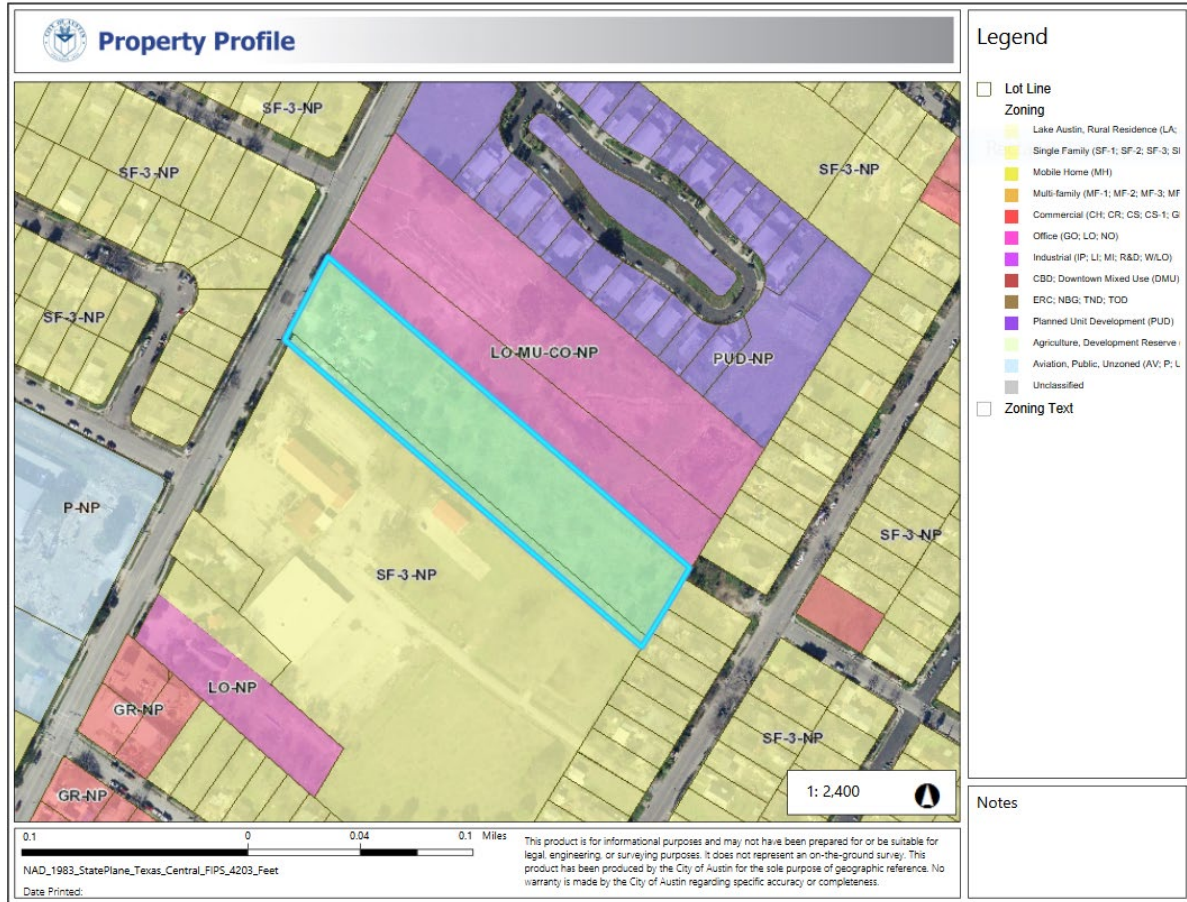 CITY OF AUSTIN
Property Profile
SF-3-NP
SF-3-NP
SF-3-NP
SF-3-NP
LO-MU-CO-NP
PUD-NP
P-NP
SF-3-NP
SF-3-NP
LO-NP
GR-NP
SF-3-NP
GR-NP
1: 2,400
0.1
0
0.04
0.1 Miles
NAD_1983_StatePlane_Texas_Central_FIPS_4203_Feet
Date Printed:
This product is for informational purposes and may not have been prepared for or be suitable for
legal, engineering, or surveying purposes. It does not represent an on-the-ground survey. This
product has been produced by the City of Austin for the sole purpose of geographic reference. No
warranty is made by the City of Austin regarding specific accuracy or completeness.
Legend
Lot Line
Zoning
Lake Austin, Rural Residence (LA;
Single Family (SF-1; SF-2; SF-3; S
Mobile Home (MH)
Multi-family (MF-1; MF-2; MF-3; MF
Commercial (CH; CR; CS; CS-1; G
Office (GO; LO; NO)
Industrial (IP; LI; MI; R&D; W/LO)
CBD; Downtown Mixed Use (DMU)
ERC; NBG; TND; TOD
Planned Unit Development (PUD)
Agriculture, Development Reserve
Aviation, Public, Unzoned (AV; P; U
Unclassified
Zoning Text
Notes